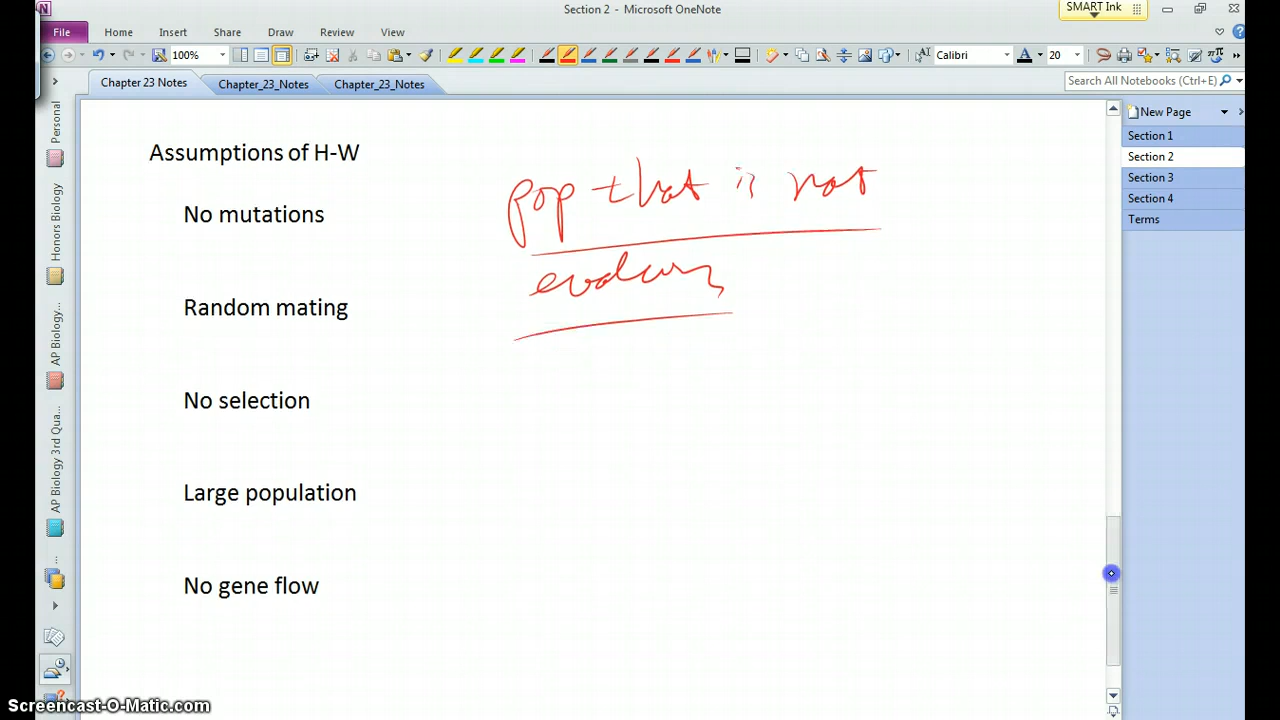 Section 2 - Microsoft OneNote
SMART Ink
File Home Insert Share Draw Review View
100% Calibri 20
Chapter 23 Notes Chapter_23_Notes Chapter_23_Notes
Search All Notebooks (Ctrl+E)
Personal
Honors Biology
AP Biology...
AP Biology 3rd Qua...
New Page
Section 1
Section 2
Section 3
Section 4
Terms
Assumptions of H-W
pop that is not
No mutations
Random mating
No selection
Large population
No gene flow
Screencast-O-Matic.com